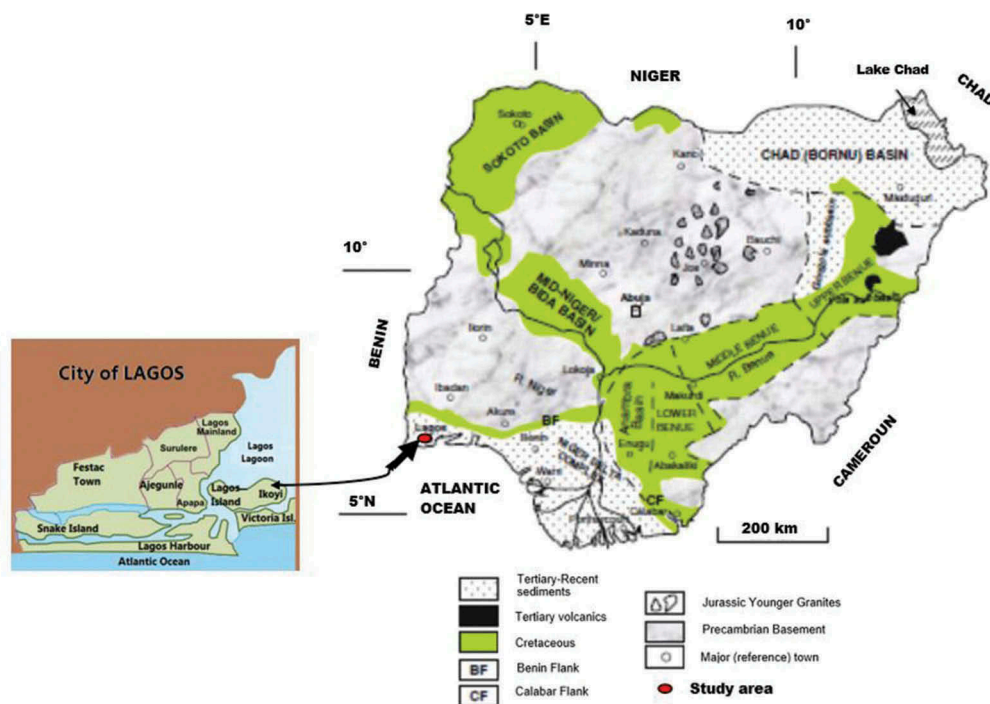 5°E
10°
NIGER
Lake Chad
CHAD
Sokoto
SOKOTO BASIN
Kano
CHAD (BORNU) BASIN
Maiduguri
Kaduna
Bauchi
Jos
10°
Minna
UPPER BENUE
MID-NIGER/
BIDA BASIN
Abuja
Lafia
MIDDLE BENUE
R. Benue
BENIN
Ilorin
Lokoja
R. Niger
Ibadan
Akure
BF
Anambra
Basin
Makurdi
LOWER
BENUE
Lagos
Benin
Enugu
Abakaliki
Warri
NIGER DELTA
CAMEROUN
5°N
ATLANTIC
OCEAN
CF
Calabar
200 km
City of LAGOS
Lagos
Mainland
Surulere
Lagos
Lagoon
Festac
Town
Ajegunle
Apapa
Lagos
Island
Ikoyi
Victoria Isl.
Snake Island
Lagos Harbour
Atlantic Ocean
Tertiary-Recent
sediments
Tertiary volcanics
Cretaceous
BF Benin Flank
CF Calabar Flank
Jurassic Younger Granites
Precambrian Basement
Major (reference) town
Study area